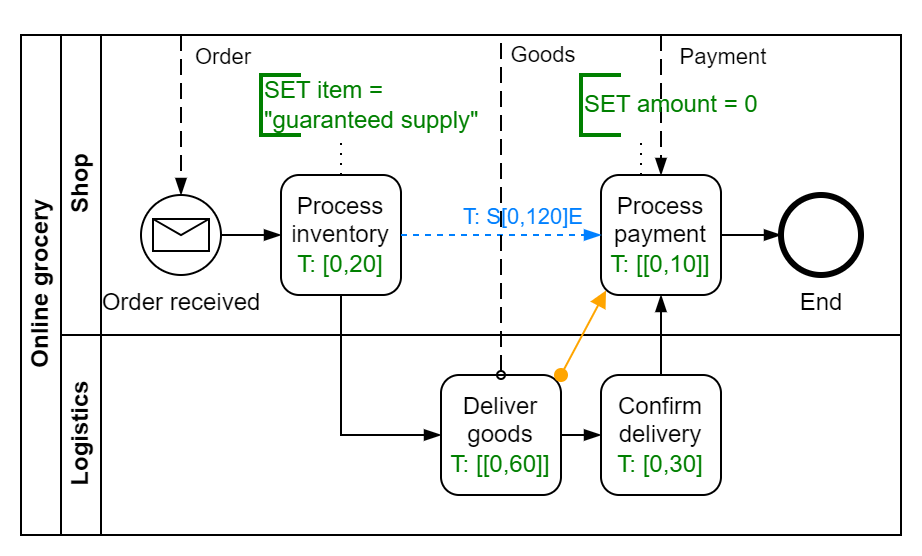 Order
Goods
Payment
SET item =
"guaranteed supply"
SET amount = 0
Online grocery
Shop
Process
inventory
T: [0,20]
T: S[0,120]E
Process
payment
T: [[0,10]]
Order received
End
Logistics
Deliver
goods
T: [[0,60]]
Confirm
delivery
T: [0,30]